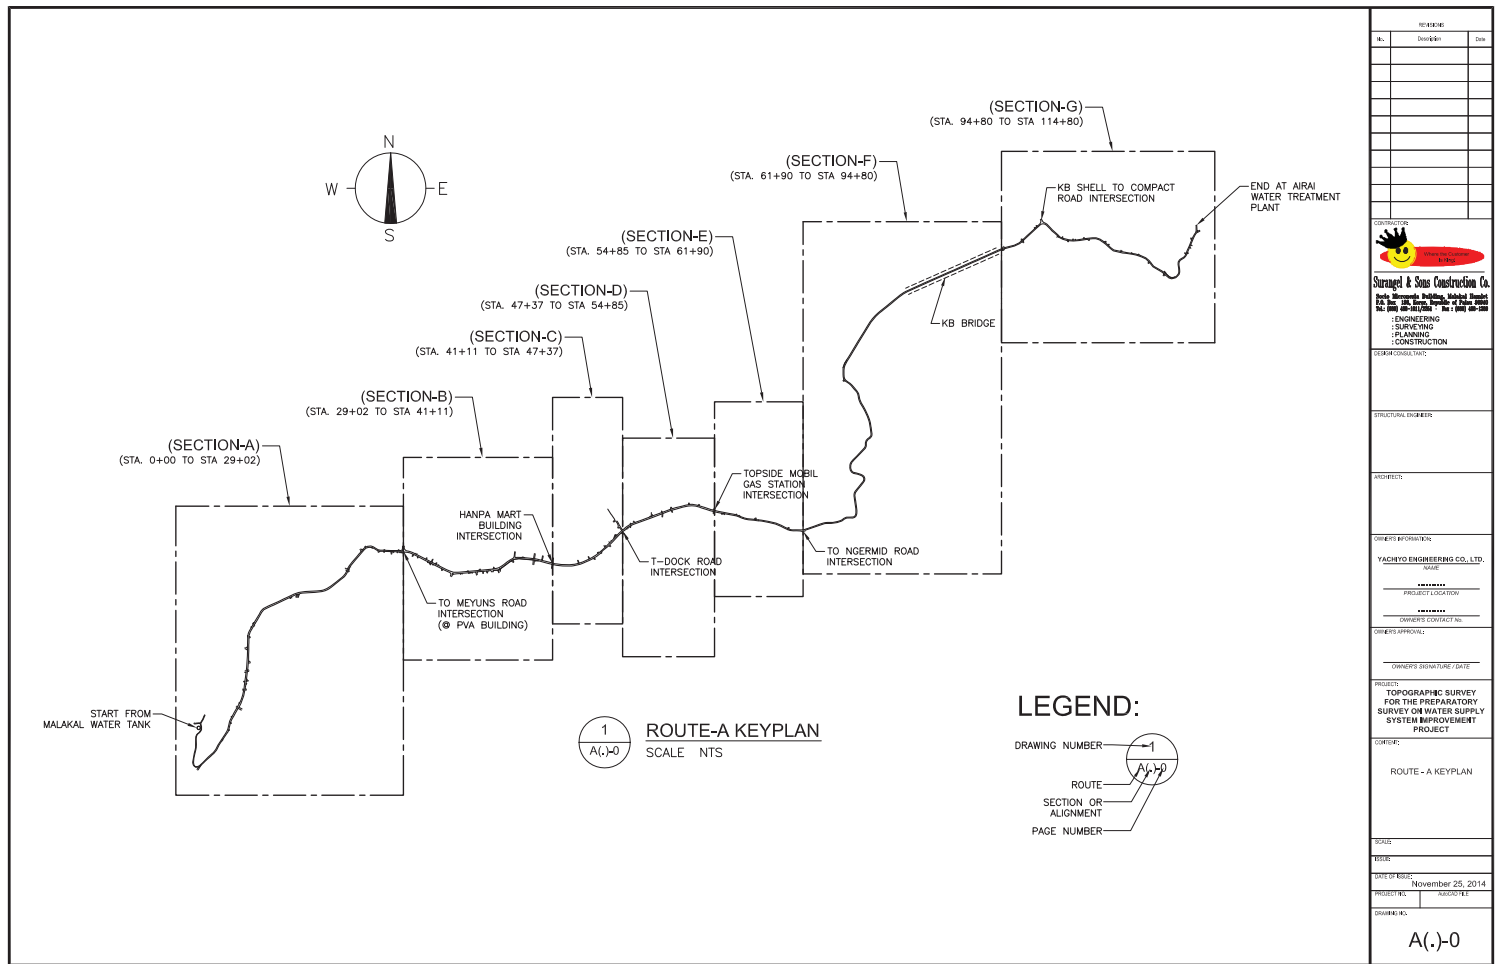 N
W
E
S
(SECTION-A)
(STA. 0+00 TO STA 29+02)
(SECTION-B)
(STA. 29+02 TO STA 41+11)
(SECTION-C)
(STA. 41+11 TO STA 47+37)
(SECTION-D)
(STA. 47+37 TO STA 54+85)
(SECTION-E)
(STA. 54+85 TO STA 61+90)
(SECTION-F)
(STA. 61+90 TO STA 94+80)
(SECTION-G)
(STA. 94+80 TO STA 114+80)
START FROM
MALAKAL WATER TANK
TO MEYUNS ROAD
INTERSECTION
(@ PVA BUILDING)
HANPA MART
BUILDING
INTERSECTION
T-DOCK ROAD
INTERSECTION
TOPSIDE MOBIL
GAS STATION
INTERSECTION
TO NGERMID ROAD
INTERSECTION
KB BRIDGE
KB SHELL TO COMPACT
ROAD INTERSECTION
END AT AIRAI
WATER TREATMENT
PLANT
1
A(.)-0
ROUTE-A KEYPLAN
SCALE NTS
LEGEND:
DRAWING NUMBER
1
A(.)-0
ROUTE
SECTION OR
ALIGNMENT
PAGE NUMBER
REVISIONS
No. Description Date
CONTRACTOR:
Where the Customer
is King!
Surangel & Sons Construction Co.
: ENGINEERING
: SURVEYING
: PLANNING
: CONSTRUCTION
DESIGN CONSULTANT:
STRUCTURAL ENGINEER:
ARCHITECT:
OWNER'S INFORMATION:
YACHIYO ENGINEERING CO., LTD.
NAME
PROJECT LOCATION
OWNER'S CONTACT No.
OWNER'S APPROVAL:
OWNER'S SIGNATURE / DATE
PROJECT:
TOPOGRAPHIC SURVEY
FOR THE PREPARATORY
SURVEY ON WATER SUPPLY
SYSTEM IMPROVEMENT
PROJECT
CONTENT:
ROUTE - A KEYPLAN
SCALE:
ISSUE:
DATE OF ISSUE:
November 25, 2014
PROJECT NO. AutoCAD FILE
DRAWING NO.
A(.)-0